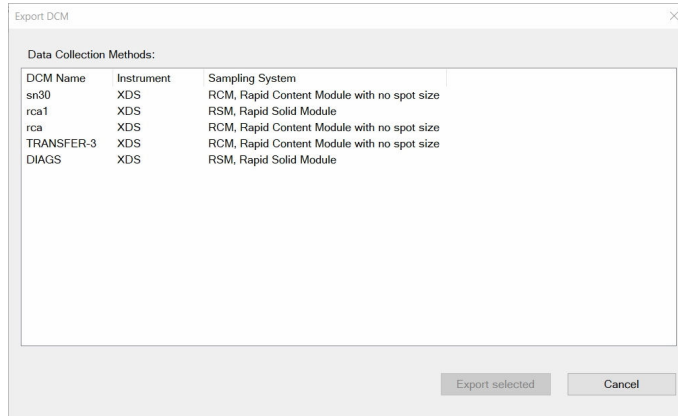 Export DCM
Data Collection Methods:
DCM Name Instrument Sampling System
sn30 XDS RCM, Rapid Content Module with no spot size
rca1 XDS RSM, Rapid Solid Module
rca XDS RCM, Rapid Content Module with no spot size
TRANSFER-3 XDS RCM, Rapid Content Module with no spot size
DIAGS XDS RSM, Rapid Solid Module
Export selected Cancel